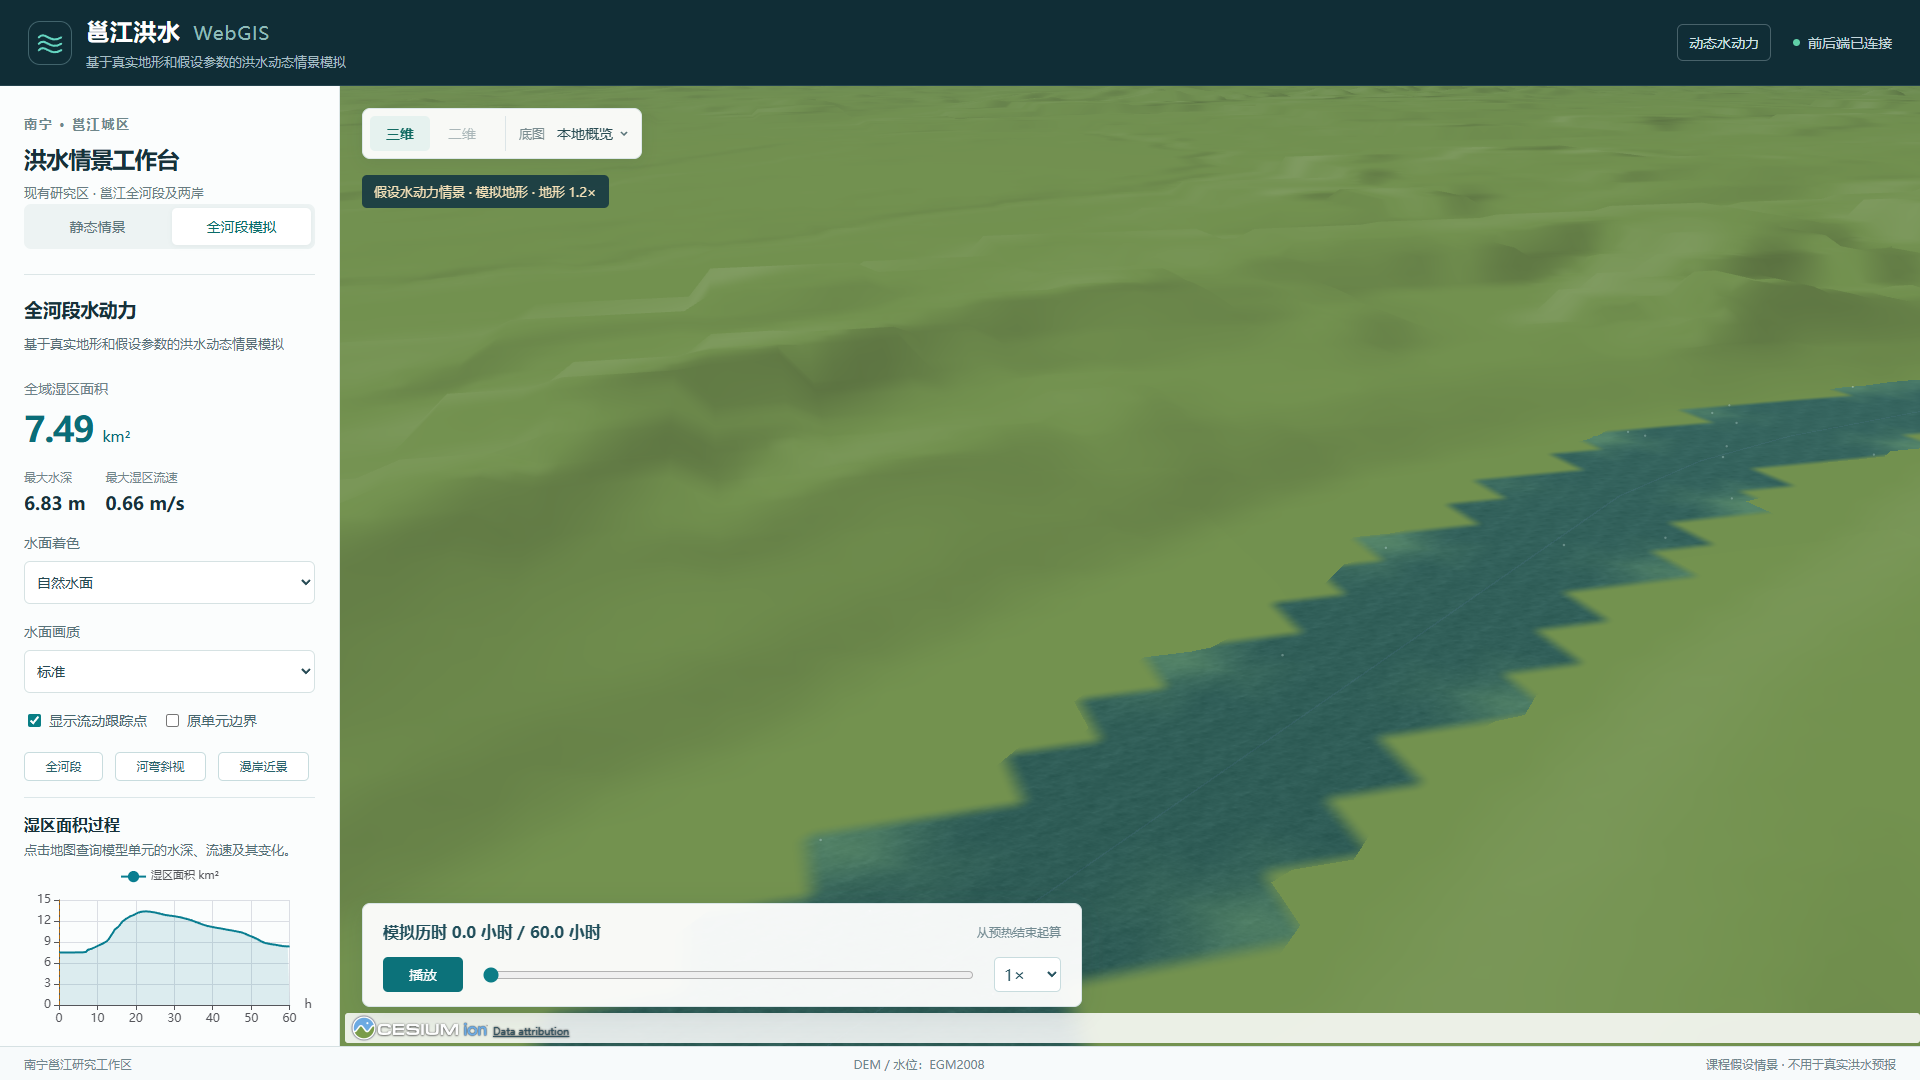 邕江洪水 WebGIS
基于真实地形和假设参数的洪水动态情景模拟
动态水动力
前后端已连接
南宁 • 邕江城区
洪水情景工作台
现有研究区 · 邕江全河段及两岸
静态情景
全河段模拟
全河段水动力
基于真实地形和假设参数的洪水动态情景模拟
全域湿区面积
7.49 km²
最大水深 最大湿区流速
6.83 m 0.66 m/s
水面着色
自然水面
水面画质
标准
显示流动跟踪点 原单元边界
全河段 河弯斜视 漫岸近景
湿区面积过程
点击地图查询模型单元的水深、流速及其变化。
湿区面积 km²
15
12
9
6
3
0
0 10 20 30 40 50 60
h
三维 二维 底图 本地概览
假设水动力情景 · 模拟地形 · 地形 1.2×
模拟历时 0.0 小时 / 60.0 小时
从预热结束起算
播放
1×
CESIUM ion Data attribution
南宁邕江研究工作区
DEM / 水位：EGM2008
课程假设情景 · 不用于真实洪水预报